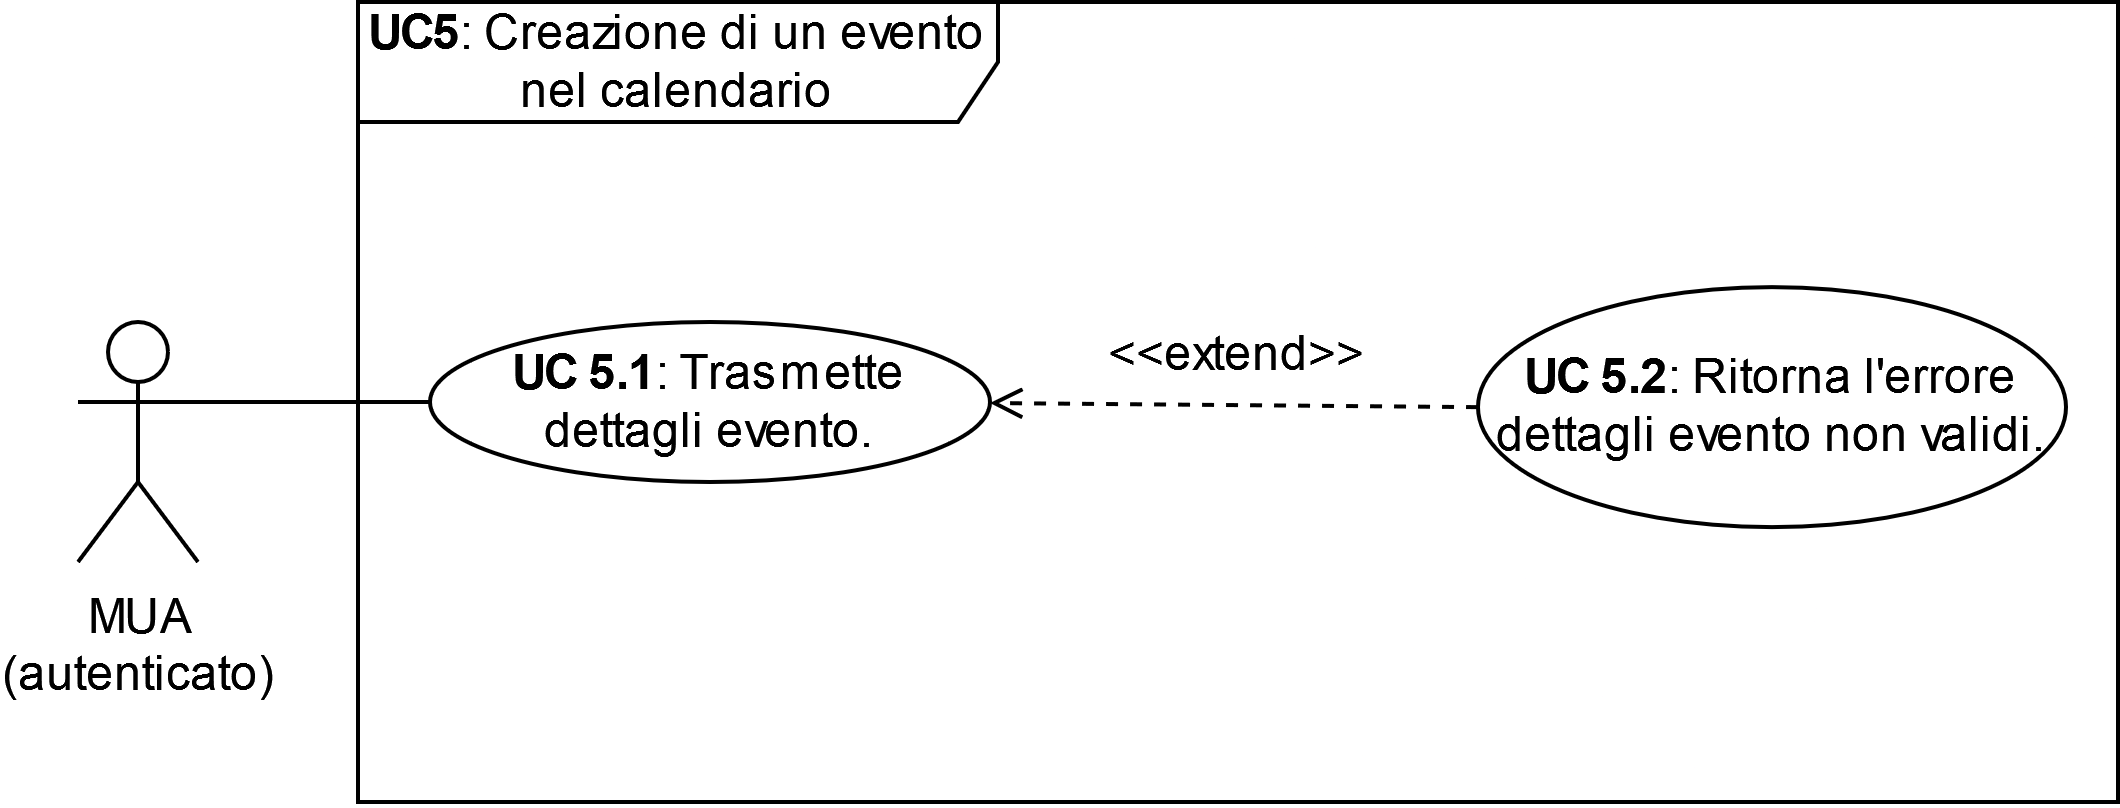 UC5: Creazione di un evento
nel calendario
UC 5.1: Trasmette
dettagli evento.
<<extend>>
UC 5.2: Ritorna l'errore
dettagli evento non validi.
MUA
(autenticato)